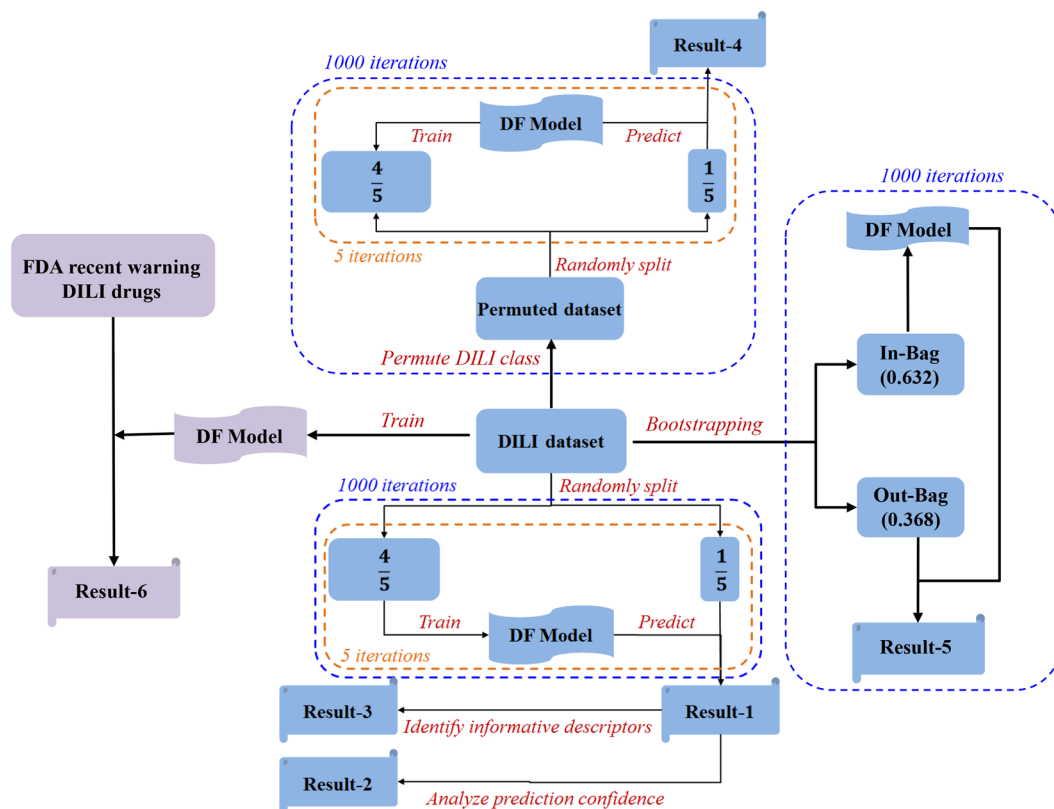 Result-4
1000 iterations
DF Model
Train
Predict
4
5
1
5
5 iterations
Randomly split
Permuted dataset
Permute DILI class
1000 iterations
DF Model
In-Bag
(0.632)
FDA recent warning
DILI drugs
DF Model
Train
DILI dataset
Bootstrapping
Out-Bag
(0.368)
Randomly split
1000 iterations
4
5
1
5
Train
DF Model
Predict
5 iterations
Result-6
Result-5
Result-3
Identify informative descriptors
Result-1
Result-2
Analyze prediction confidence